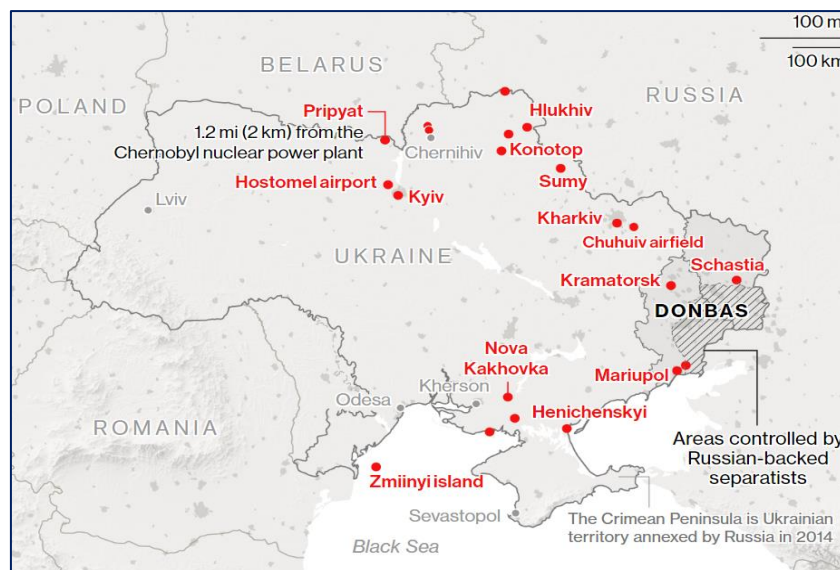 100 m
100 km
BELARUS
RUSSIA
POLAND
Pripyat
1.2 mi (2 km) from the
Chernobyl nuclear power plant
Hlukhiv
Chernihiv
Konotop
Hostomel airport
Sumy
Kyiv
Lviv
Kharkiv
Chuhuiv airfield
UKRAINE
Schastia
Kramatorsk
DONBAS
Nova
Kakhovka
Mariupol
Kherson
Odesa
Henichenskyi
ROMANIA
Areas controlled by
Russian-backed
separatists
Zmiinyi island
Sevastopol
The Crimean Peninsula is Ukrainian
territory annexed by Russia in 2014
Black Sea